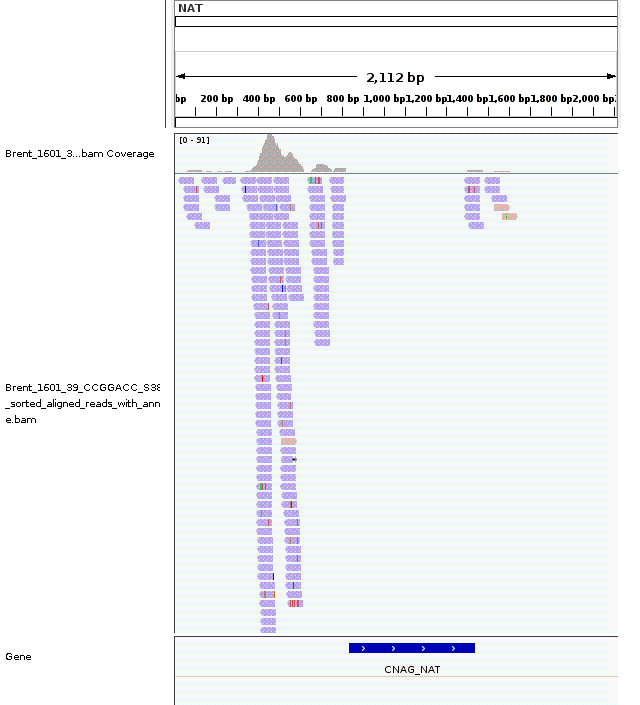 NAT
2,112 bp
bp 200 bp 400 bp 600 bp 800 bp 1,000 bp 1,200 bp 1,400 bp 1,600 bp 1,800 bp 2,000 bp
[0 - 91]
Brent_1601_3...bam Coverage
Brent_1601_39_CCGGACC_S38
_sorted_aligned_reads_with_ann
e.bam
Gene
CNAG_NAT